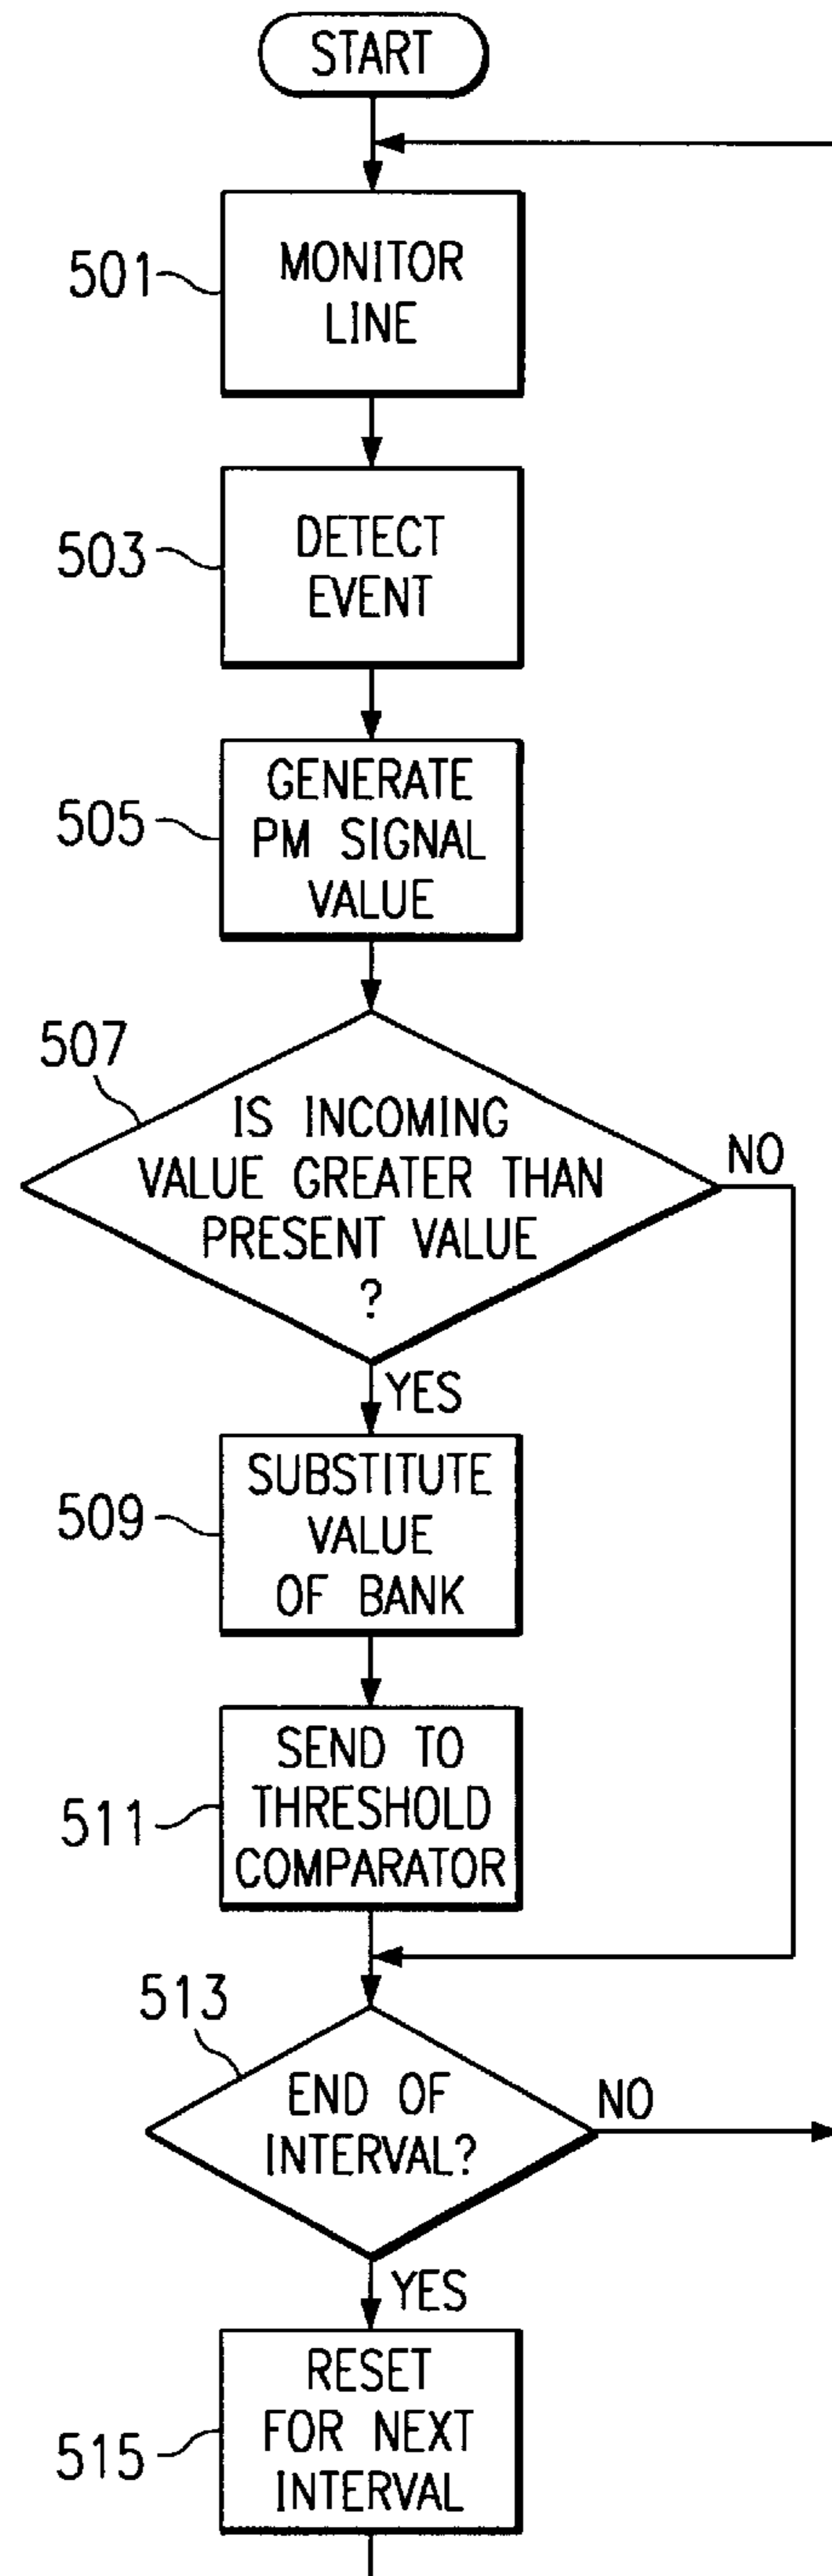 START
501
MONITOR
LINE
503
DETECT
EVENT
505
GENERATE
PM SIGNAL
VALUE
507
IS INCOMING
VALUE GREATER THAN
PRESENT VALUE
?
NO
YES
509
SUBSTITUTE
VALUE
OF BANK
511
SEND TO
THRESHOLD
COMPARATOR
513
END OF
INTERVAL?
NO
YES
515
RESET
FOR NEXT
INTERVAL